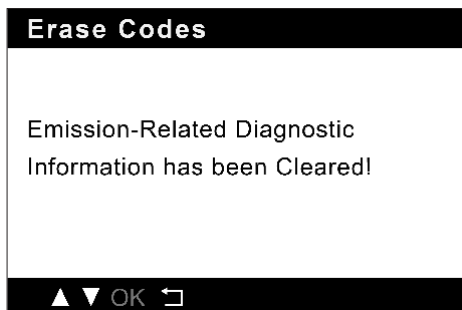 Erase Codes
Emission-Related Diagnostic
Information has been Cleared!
OK